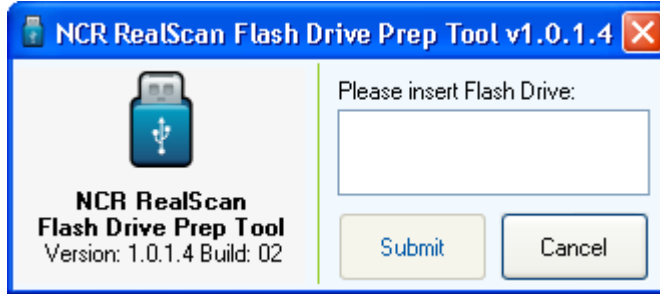 NCR RealScan Flash Drive Prep Tool v1.0.1.4
Please insert Flash Drive:
NCR RealScan
Flash Drive Prep Tool
Version: 1.0.1.4 Build: 02
Submit
Cancel